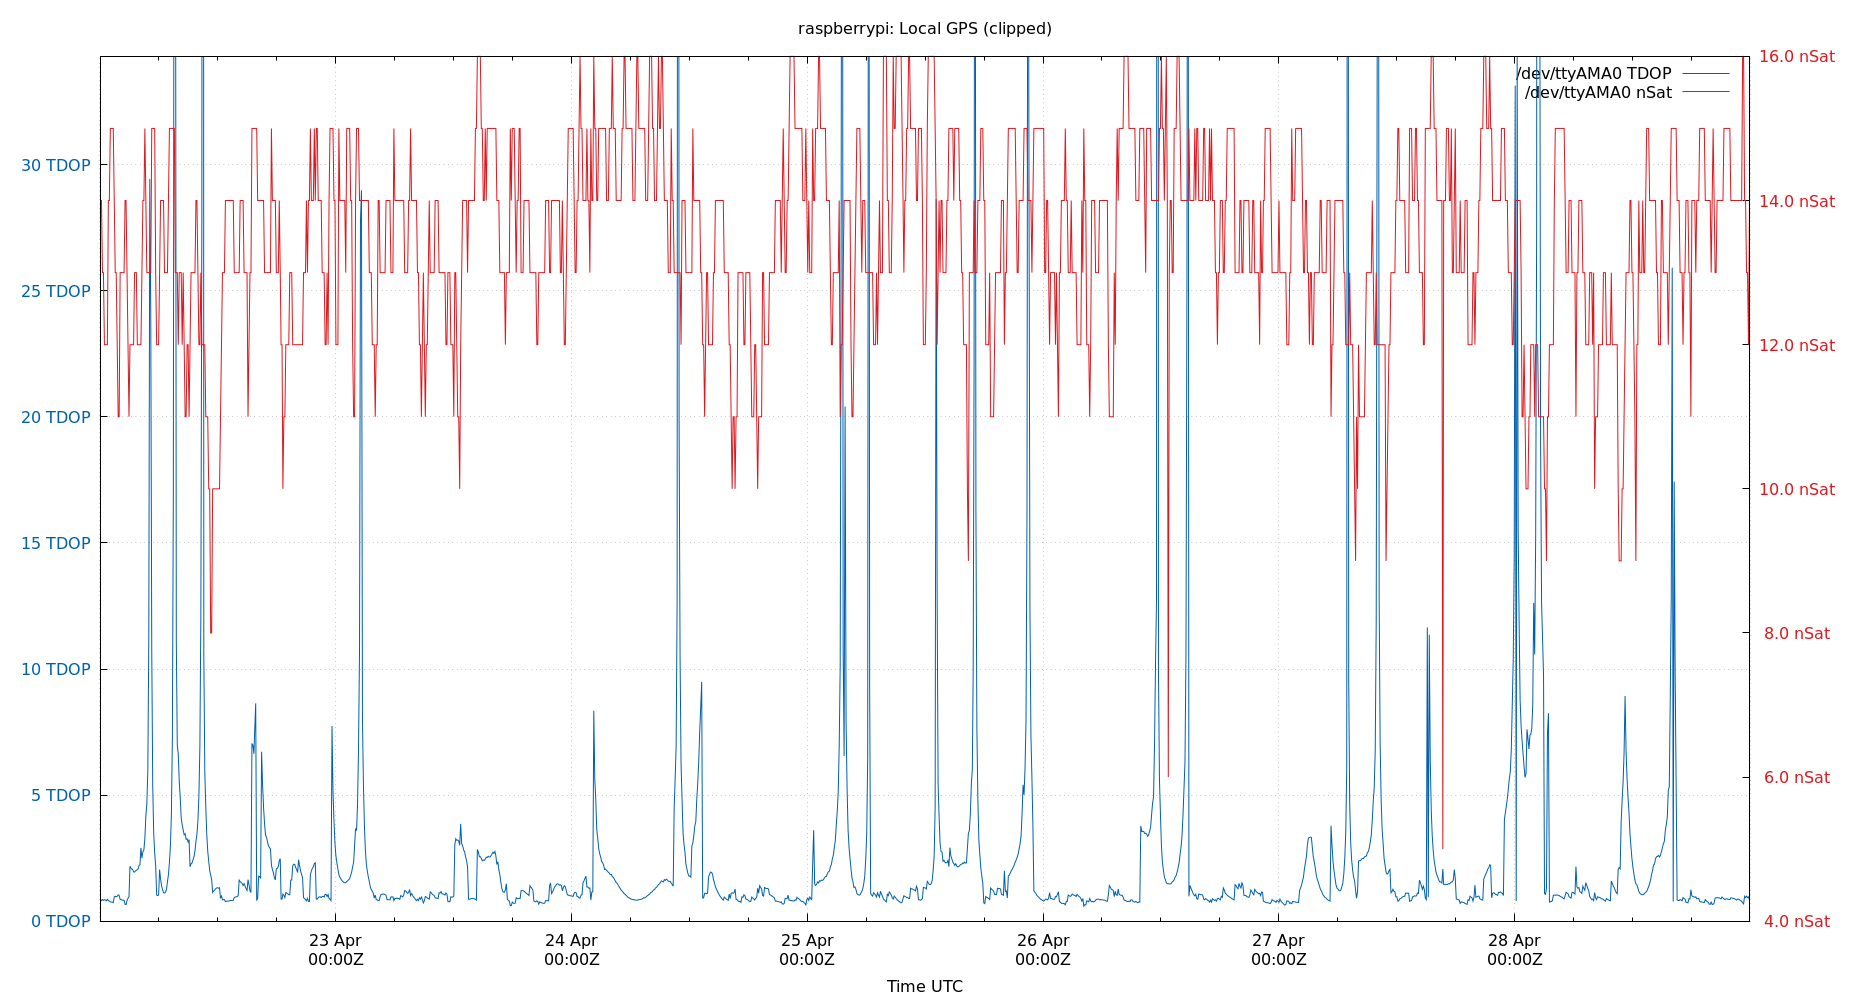 raspberrypi: Local GPS (clipped)
16.0 nSat
/dev/ttyAMA0 TDOP
/dev/ttyAMA0 nSat
30 TDOP
14.0 nSat
25 TDOP
12.0 nSat
20 TDOP
10.0 nSat
15 TDOP
8.0 nSat
10 TDOP
6.0 nSat
5 TDOP
0 TDOP
4.0 nSat
23 Apr 24 Apr 25 Apr 26 Apr 27 Apr 28 Apr
00:00Z 00:00Z 00:00Z 00:00Z 00:00Z 00:00Z
Time UTC